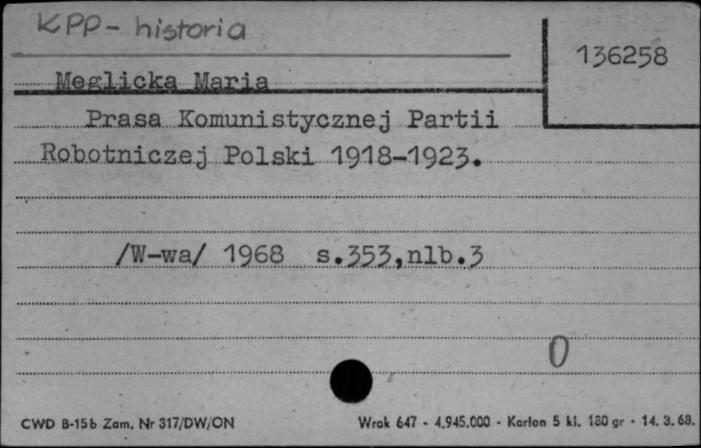 KPP - historia
136258
Meglicka Maria
Prasa Komunistycznej Partii
Robotniczej Polski 1918-1923.
/W-wa/ 1968 s.353,nlb.3
0
CWD B-15b Zam. Nr 317/DW/ON
Wrak 647 - 4.945.000 - Karton 5 kl. 180 gr - 14. 3. 68.